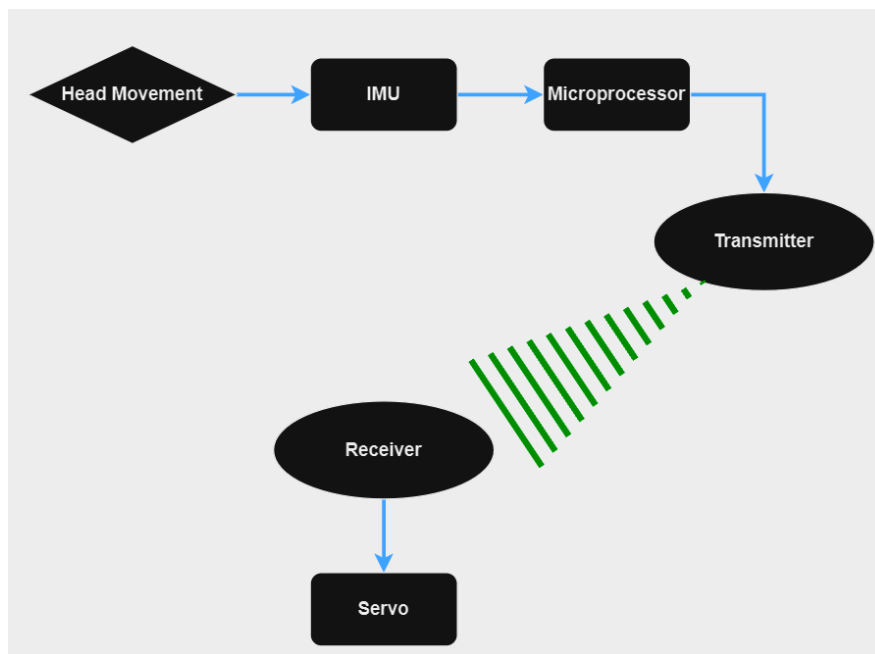 Head Movement
IMU
Microprocessor
Transmitter
Receiver
Servo